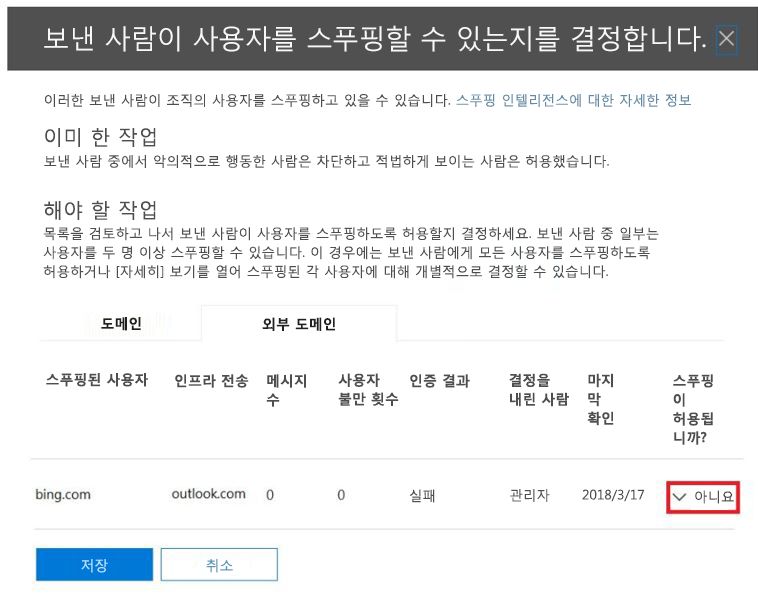 보낸 사람이 사용자를 스푸핑할 수 있는지를 결정합니다.
이러한 보낸 사람이 조직의 사용자를 스푸핑하고 있을 수 있습니다. 스푸핑 인텔리전스에 대한 자세한 정보
이미 한 작업
보낸 사람 중에서 악의적으로 행동한 사람은 차단하고 적법하게 보이는 사람은 허용했습니다.
해야 할 작업
목록을 검토하고 나서 보낸 사람이 사용자를 스푸핑하도록 허용할지 결정하세요. 보낸 사람 중 일부는
사용자를 두 명 이상 스푸핑할 수 있습니다. 이 경우에는 보낸 사람에게 모든 사용자를 스푸핑하도록
허용하거나 [자세히] 보기를 열어 스푸핑된 각 사용자에 대해 개별적으로 결정할 수 있습니다.
도메인 외부 도메인
스푸핑된 사용자 인프라 전송 메시지 사용자 인증 결과 결정을 마지 스푸핑
수 불만 횟수 내린 사람 막 이
확인 허용됩
니까?
bing.com outlook.com 0 0 실패 관리자 2018/3/17 아니요
저장 취소